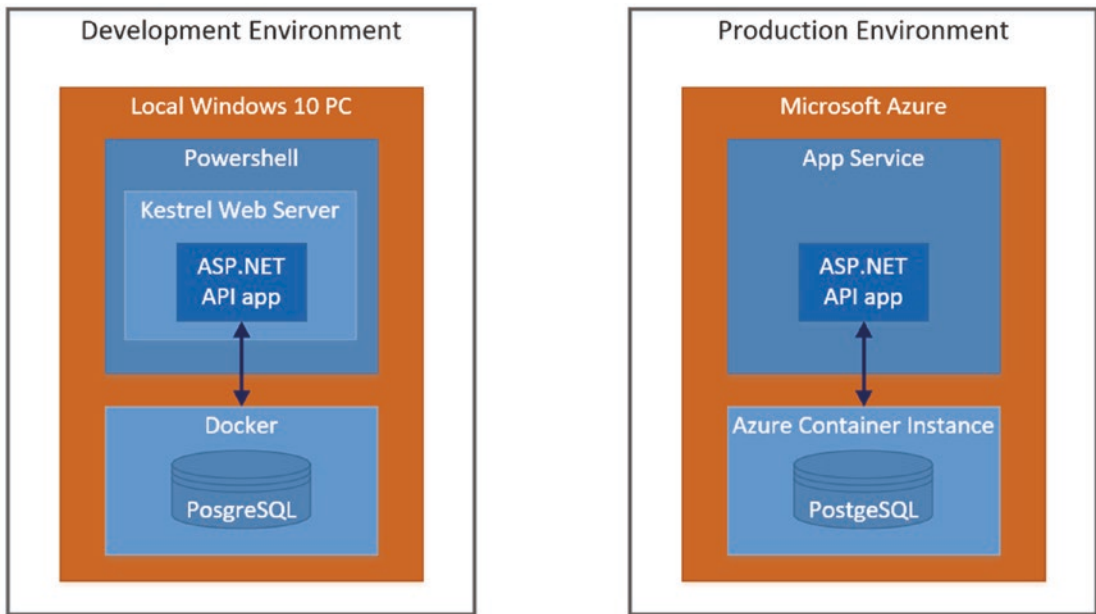 Development Environment
Local Windows 10 PC
Powershell
Kestrel Web Server
ASP.NET
API app
Docker
PosgreSQL
Production Environment
Microsoft Azure
App Service
ASP.NET
API app
Azure Container Instance
PostgeSQL